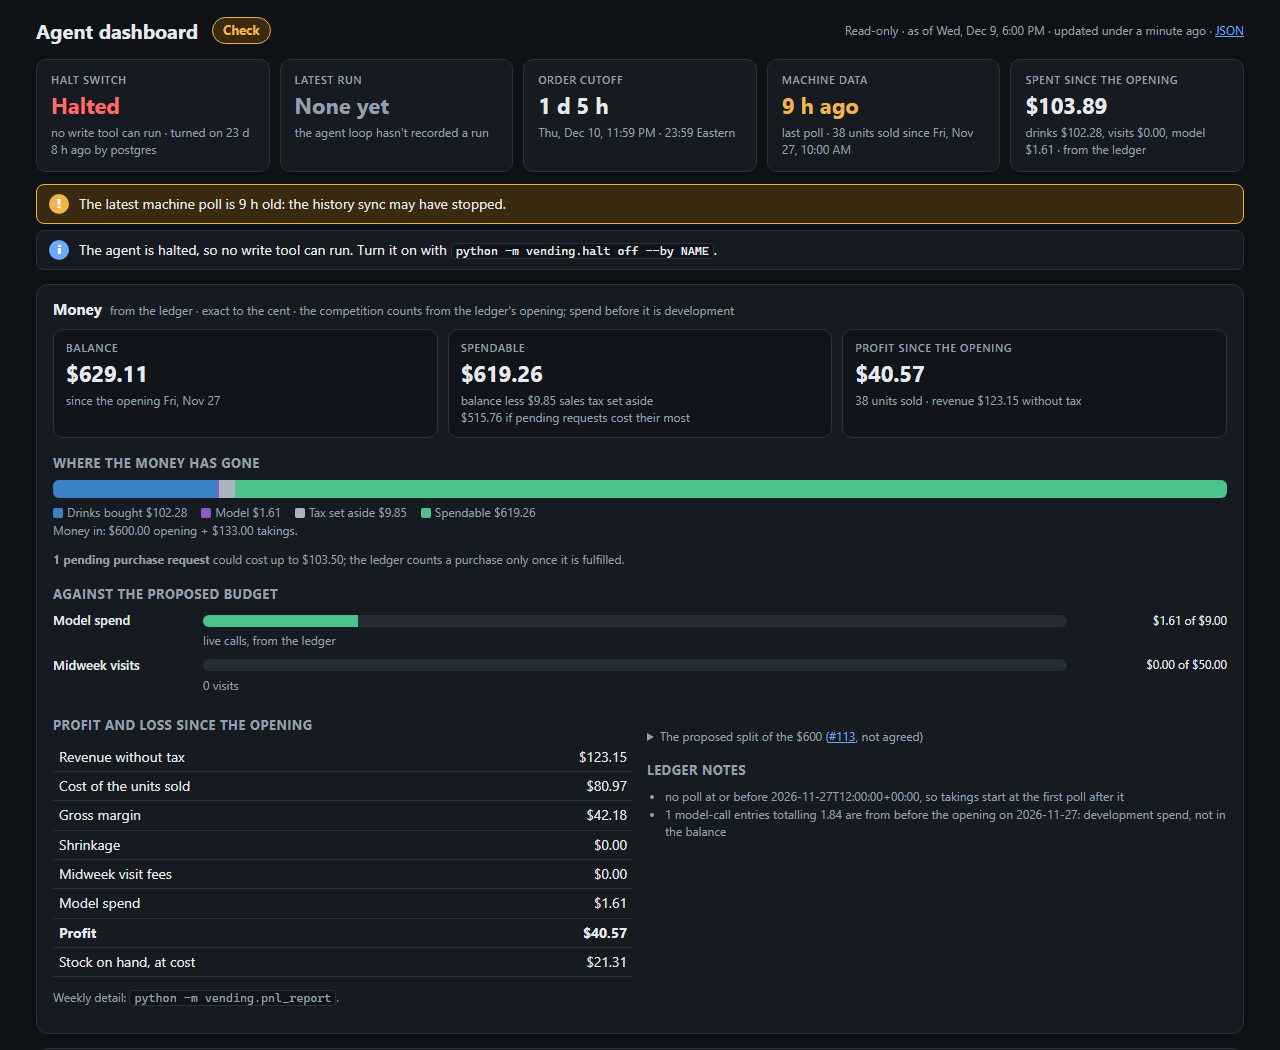 Agent dashboard
Check
Read-only · as of Wed, Dec 9, 6:00 PM · updated under a minute ago · JSON
HALT SWITCH
Halted
no write tool can run · turned on 23 d
8 h ago by postgres
LATEST RUN
None yet
the agent loop hasn't recorded a run
ORDER CUTOFF
1 d 5 h
Thu, Dec 10, 11:59 PM · 23:59 Eastern
MACHINE DATA
9 h ago
last poll · 38 units sold since Fri, Nov
27, 10:00 AM
SPENT SINCE THE OPENING
$103.89
drinks $102.28, visits $0.00, model
$1.61 · from the ledger
The latest machine poll is 9 h old: the history sync may have stopped.
The agent is halted, so no write tool can run. Turn it on with python -m vending.halt off --by NAME.
Money from the ledger · exact to the cent · the competition counts from the ledger's opening; spend before it is development
BALANCE
$629.11
since the opening Fri, Nov 27
SPENDABLE
$619.26
balance less $9.85 sales tax set aside
$515.76 if pending requests cost their most
PROFIT SINCE THE OPENING
$40.57
38 units sold · revenue $123.15 without tax
WHERE THE MONEY HAS GONE
Drinks bought $102.28 Model $1.61 Tax set aside $9.85 Spendable $619.26
Money in: $600.00 opening + $133.00 takings.
1 pending purchase request could cost up to $103.50; the ledger counts a purchase only once it is fulfilled.
AGAINST THE PROPOSED BUDGET
Model spend $1.61 of $9.00
live calls, from the ledger
Midweek visits $0.00 of $50.00
0 visits
PROFIT AND LOSS SINCE THE OPENING
Revenue without tax $123.15
Cost of the units sold $80.97
Gross margin $42.18
Shrinkage $0.00
Midweek visit fees $0.00
Model spend $1.61
Profit $40.57
Stock on hand, at cost $21.31
Weekly detail: python -m vending.pnl_report.
The proposed split of the $600 (#113, not agreed)
LEDGER NOTES
no poll at or before 2026-11-27T12:00:00+00:00, so takings start at the first poll after it
1 model-call entries totalling 1.84 are from before the opening on 2026-11-27: development spend, not in
the balance